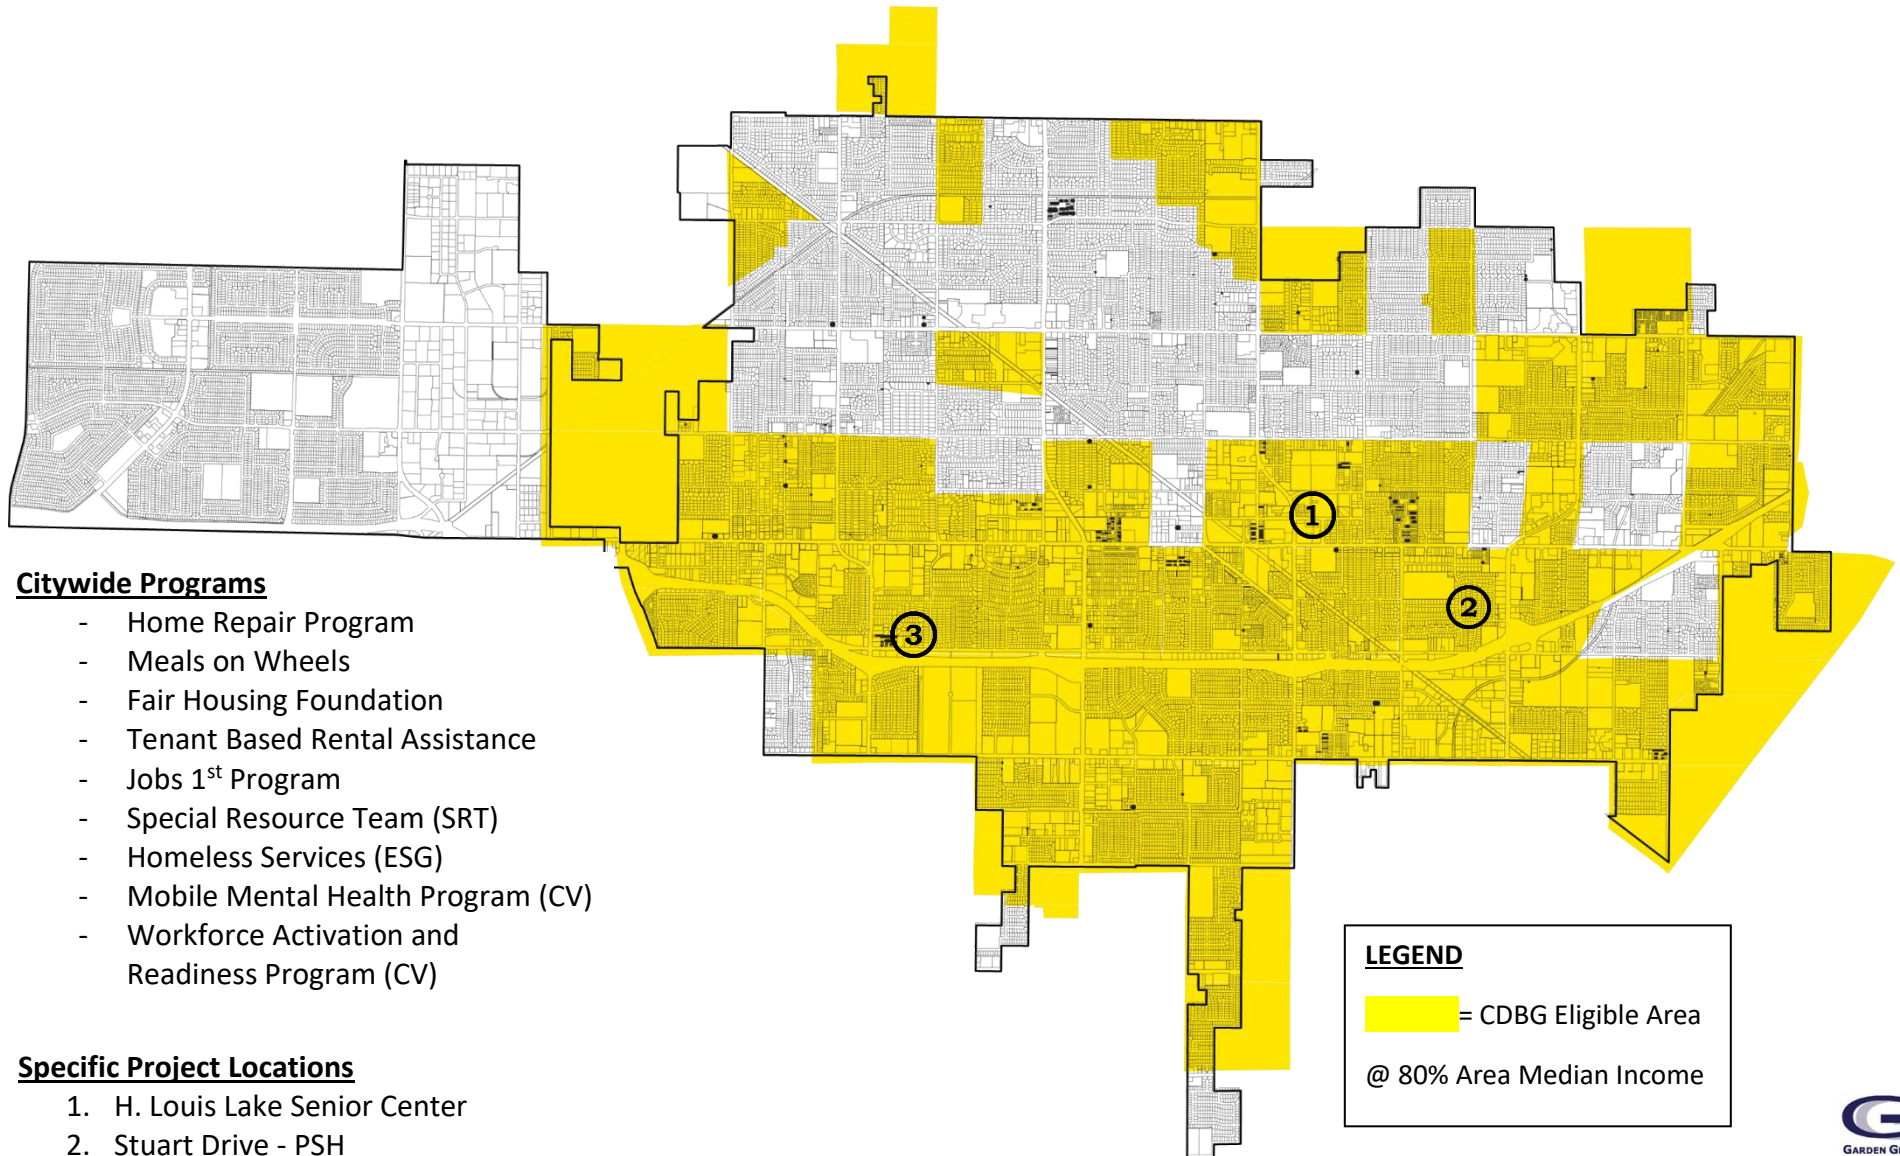 1
2
3
Citywide Programs
- Home Repair Program
- Meals on Wheels
- Fair Housing Foundation
- Tenant Based Rental Assistance
- Jobs 1st Program
- Special Resource Team (SRT)
- Homeless Services (ESG)
- Mobile Mental Health Program (CV)
- Workforce Activation and
Readiness Program (CV)
Specific Project Locations
1. H. Louis Lake Senior Center
2. Stuart Drive - PSH
LEGEND
= CDBG Eligible Area
@ 80% Area Median Income
GARDEN